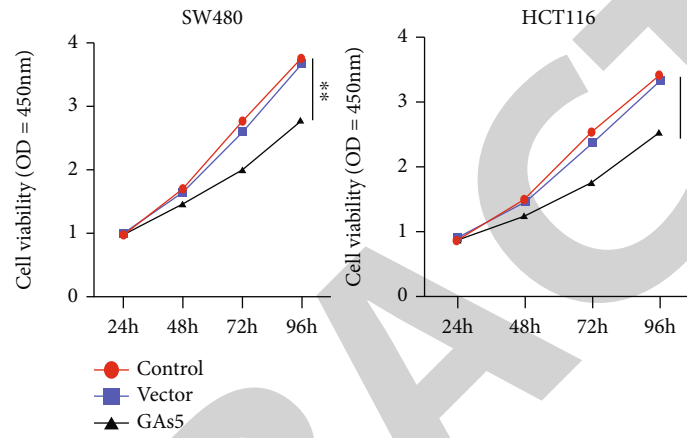 SW480
HCT116
Cell viability (OD = 450nm)
4
3
2
1
0
24h 48h 72h 96h
**
Cell viability (OD = 450nm)
4
3
2
1
0
24h 48h 72h 96h
Control
Vector
GAs5